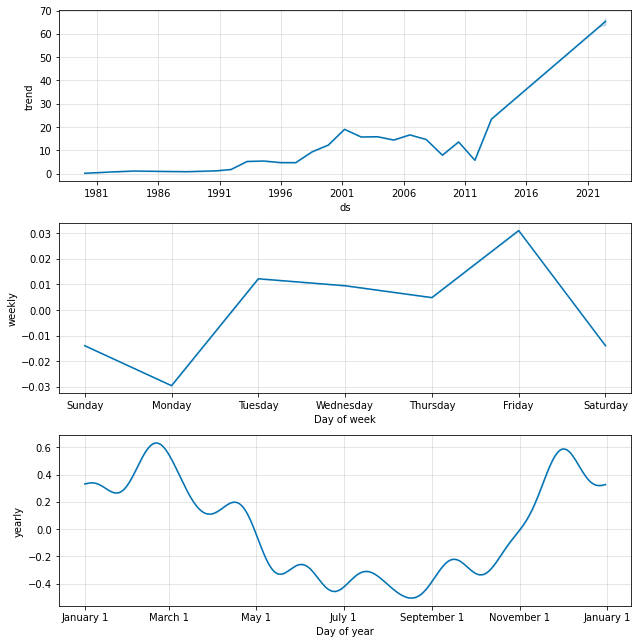 70
60
50
40
30
20
10
0
trend
1981 1986 1991 1996 2001 2006 2011 2016 2021
ds
0.03
0.02
0.01
0.00
−0.01
−0.02
−0.03
weekly
Sunday Monday Tuesday Wednesday Thursday Friday Saturday
Day of week
0.6
0.4
0.2
0.0
−0.2
−0.4
yearly
January 1 March 1 May 1 July 1 September 1 November 1 January 1
Day of year